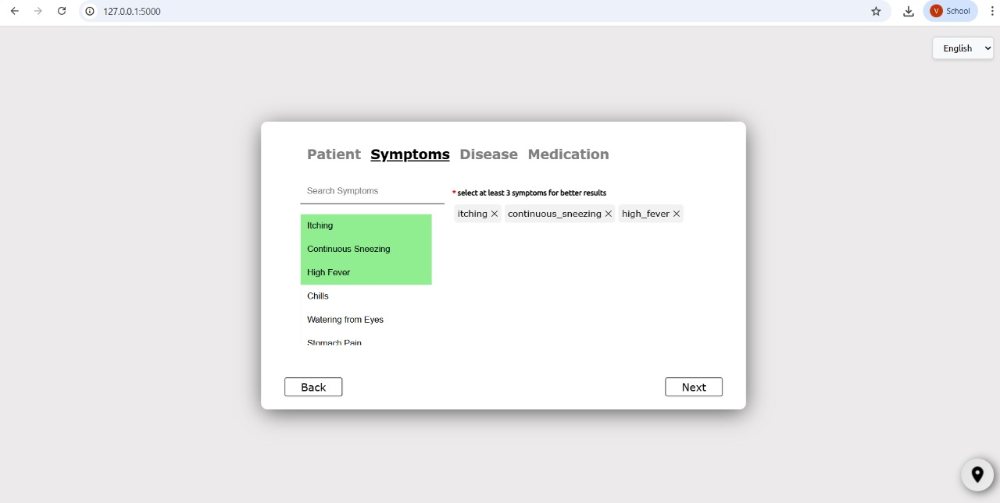 127.0.0.1:5000
V School
English
Patient Symptoms Disease Medication
Search Symptoms
* select at least 3 symptoms for better results
itching continuous_sneezing high_fever
Itching
Continuous Sneezing
High Fever
Chills
Watering from Eyes
Stomach Pain
Back Next